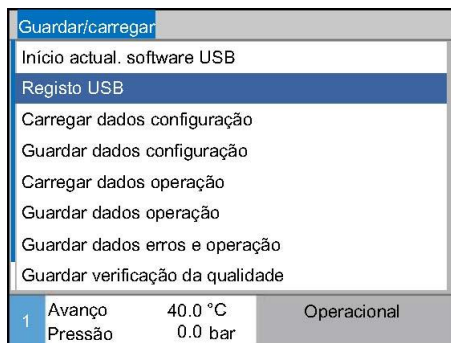 Guardar/carregar
Início actual. software USB
Registo USB
Carregar dados configuração
Guardar dados configuração
Carregar dados operação
Guardar dados operação
Guardar dados erros e operação
Guardar verificação da qualidade
1 Avanço 40.0 °C Operacional
Pressão 0.0 bar